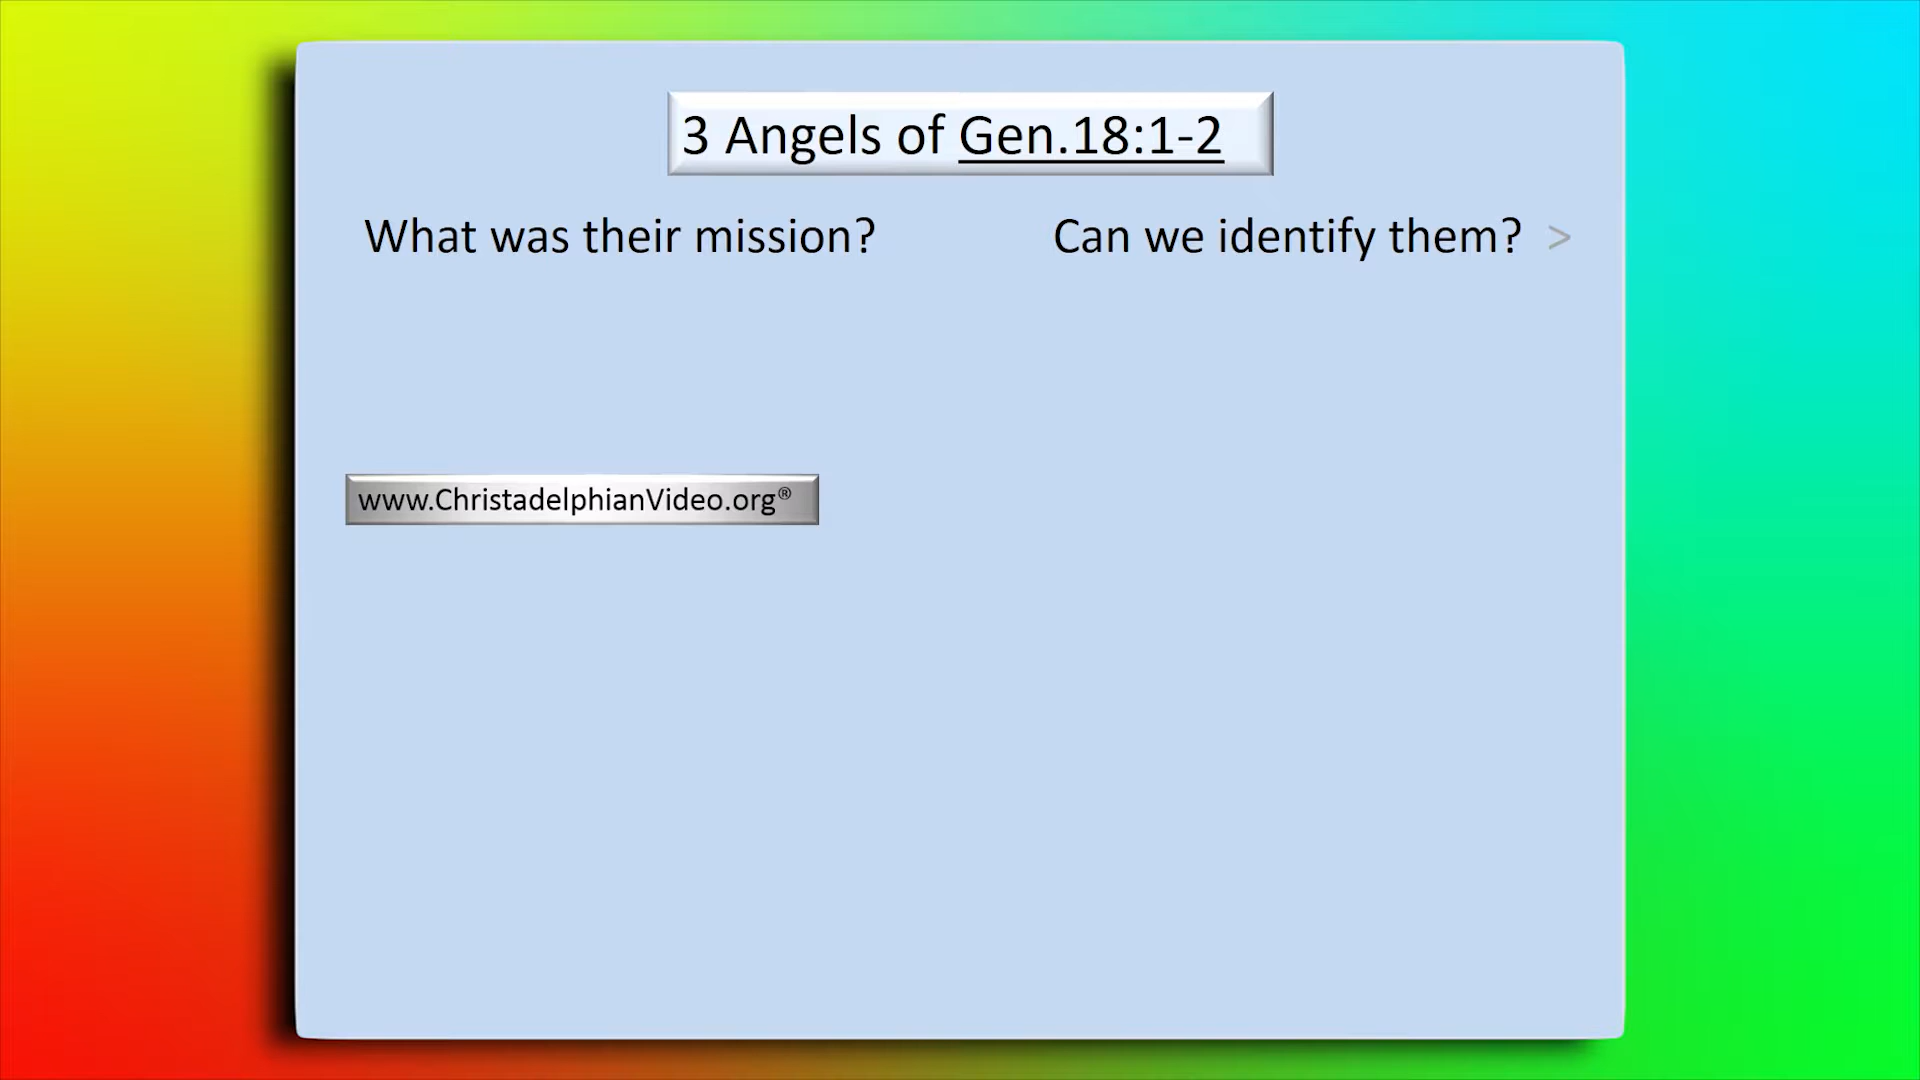 3 Angels of Gen.18:1-2
What was their mission? Can we identify them? >
www.ChristadelphianVideo.org®